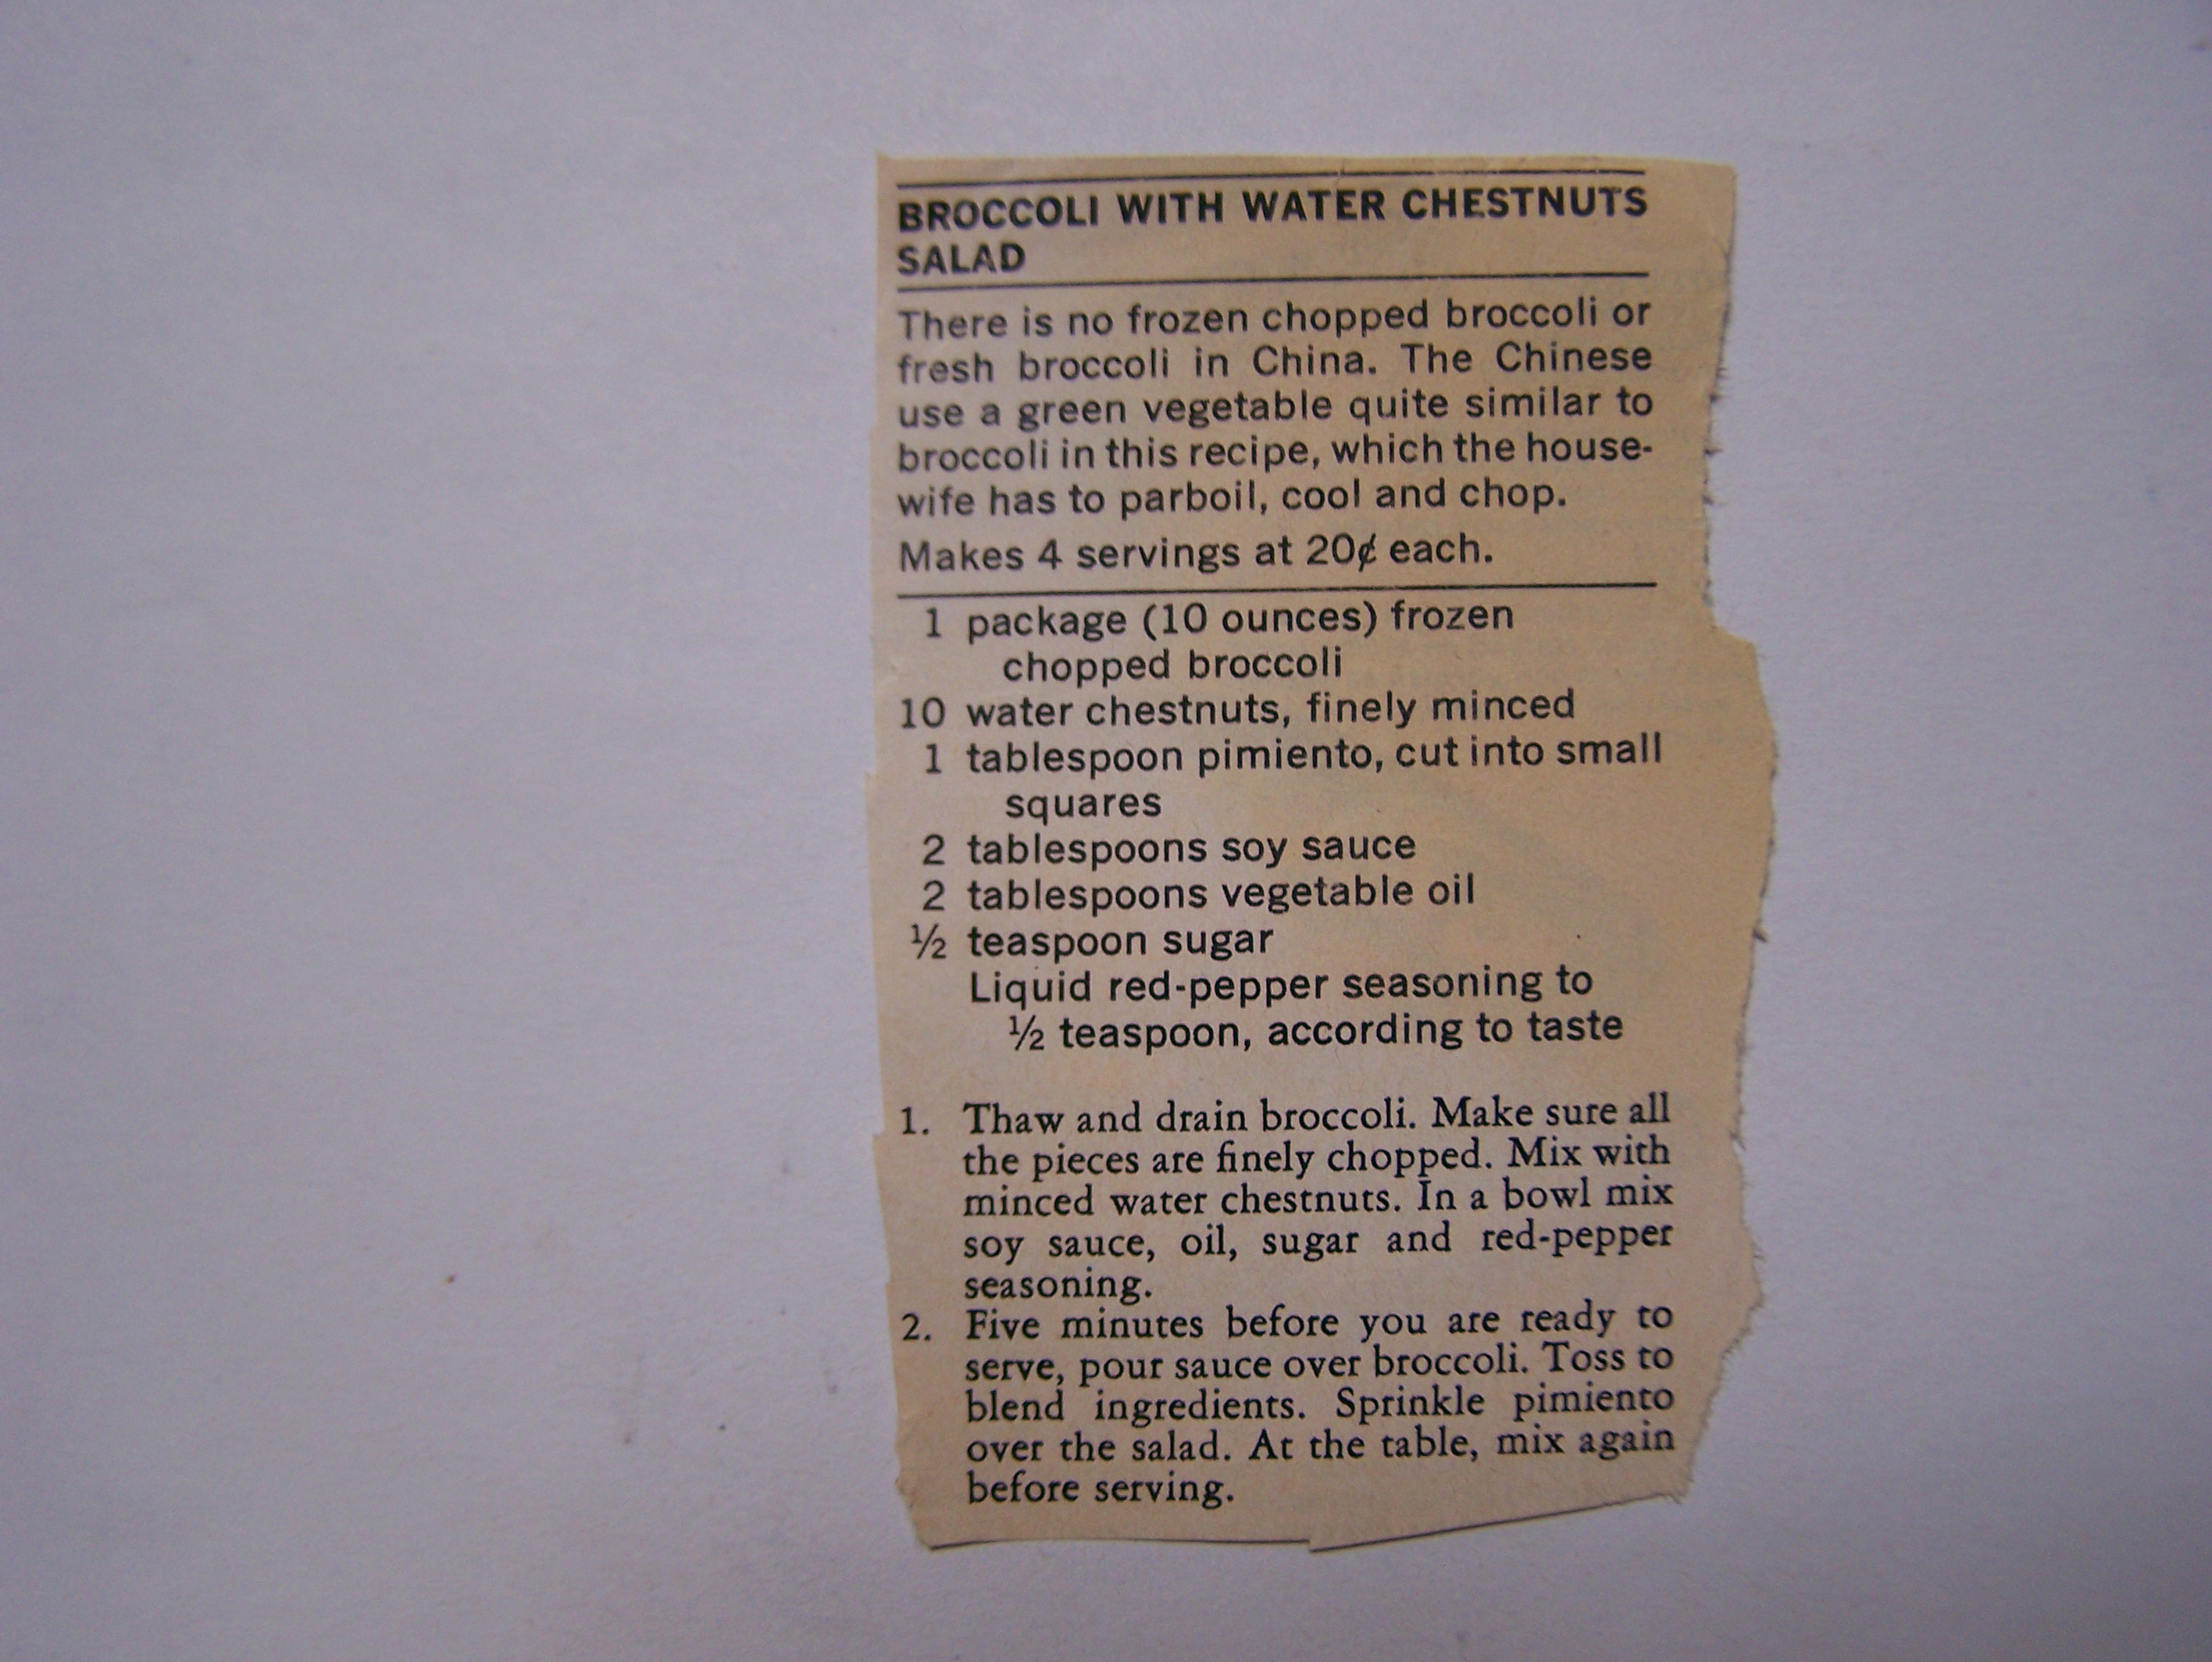 BROCCOLI WITH WATER CHESTNUTS
SALAD
There is no frozen chopped broccoli or
fresh broccoli in China. The Chinese
use a green vegetable quite similar to
broccoli in this recipe, which the house-
wife has to parboil, cool and chop.
Makes 4 servings at 20¢ each.
1 package (10 ounces) frozen
chopped broccoli
10 water chestnuts, finely minced
1 tablespoon pimiento, cut into small
squares
2 tablespoons soy sauce
2 tablespoons vegetable oil
½ teaspoon sugar
Liquid red-pepper seasoning to
½ teaspoon, according to taste
1. Thaw and drain broccoli. Make sure all
the pieces are finely chopped. Mix with
minced water chestnuts. In a bowl mix
soy sauce, oil, sugar and red-pepper
seasoning.
2. Five minutes before you are ready to
serve, pour sauce over broccoli. Toss to
blend ingredients. Sprinkle pimiento
over the salad. At the table, mix again
before serving.